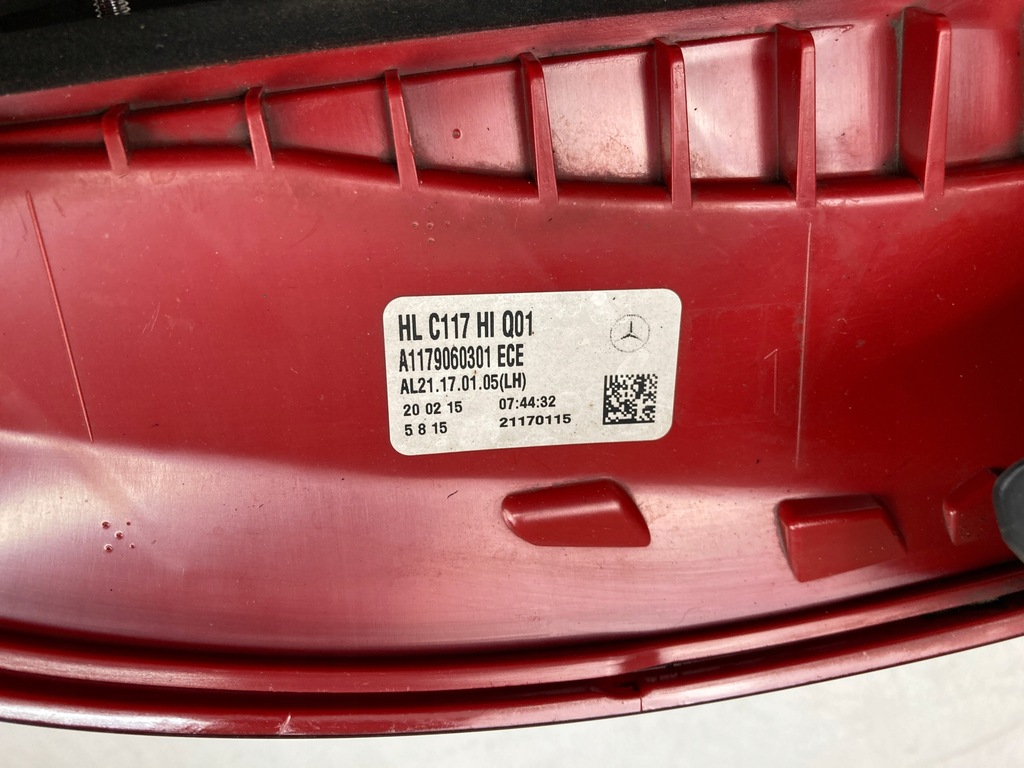 HL C117 HI Q01
A1179060301 ECE
AL21.17.01.05(LH)
20 02 15 07:44:32
5 8 15 21170115
1